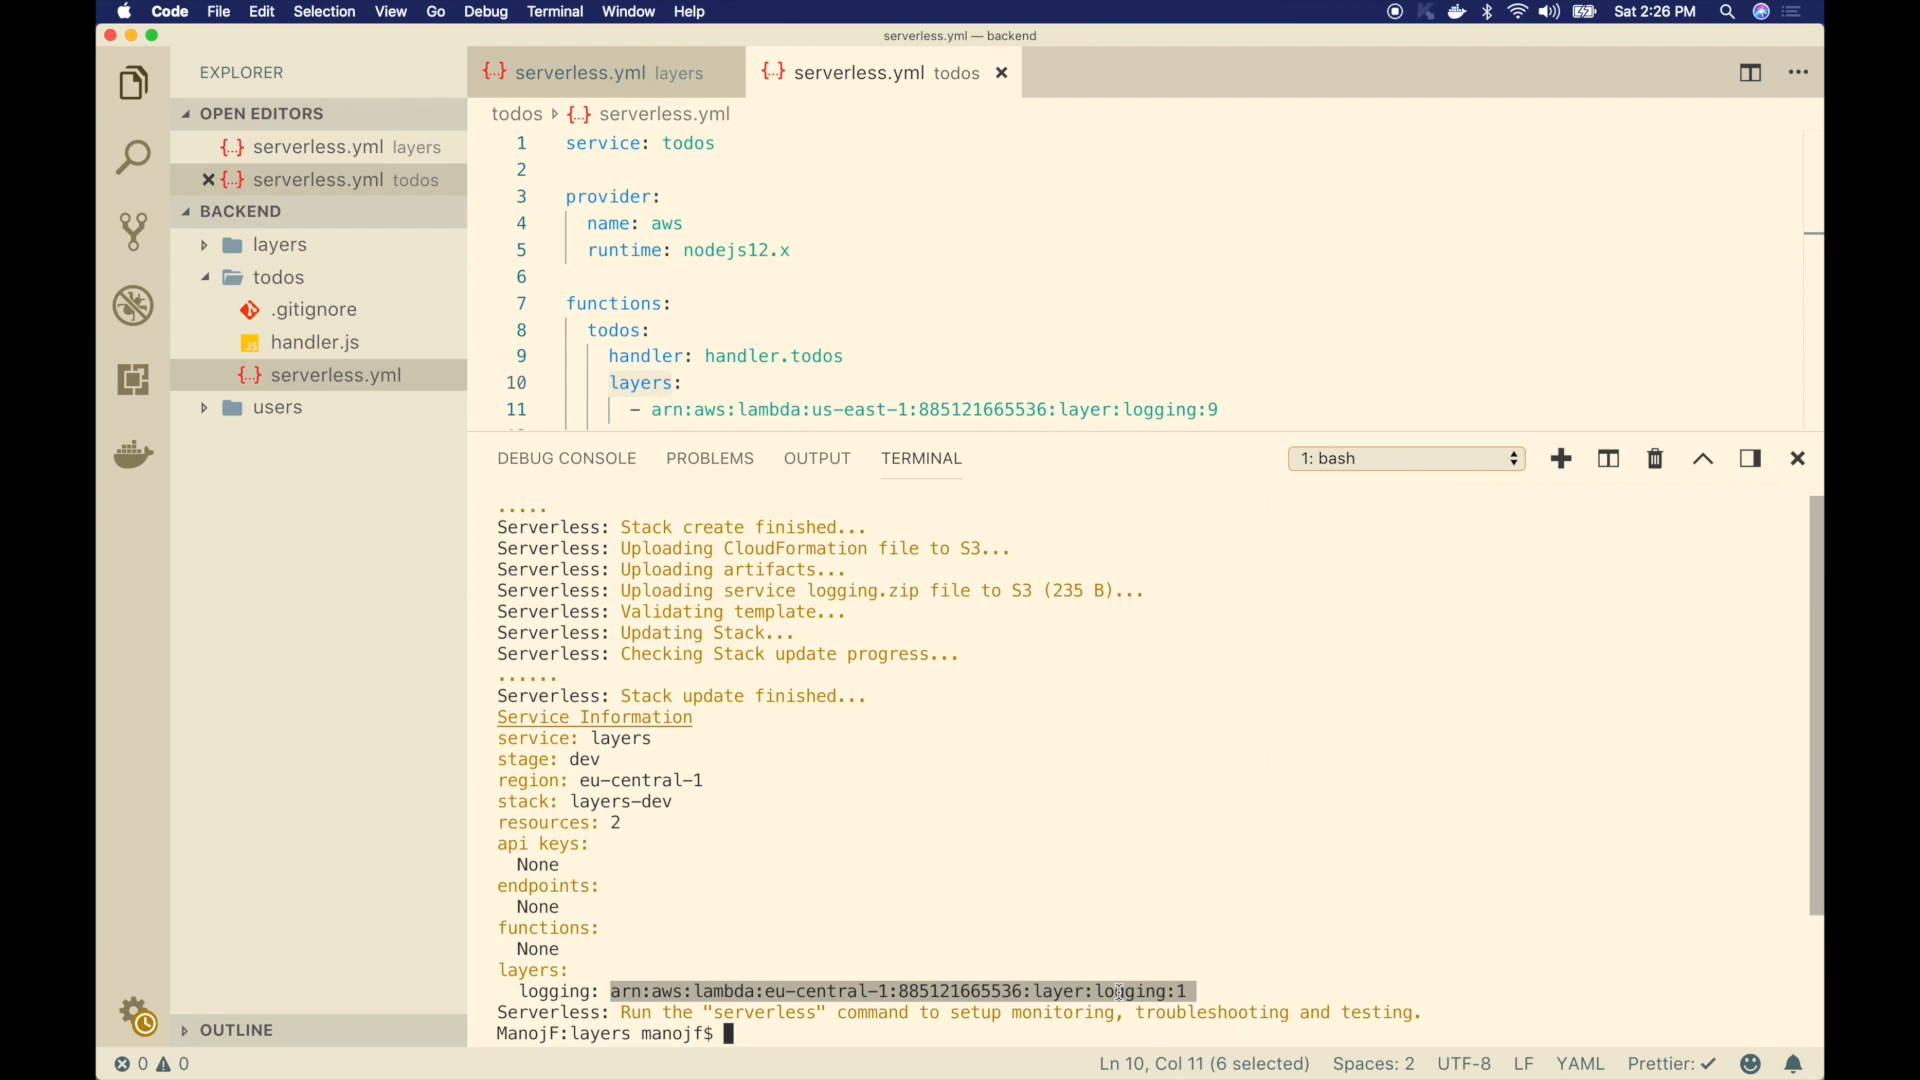 Code File Edit Selection View Go Debug Terminal Window Help Sat 2:26 PM
serverless.yml — backend
EXPLORER
serverless.yml layers
serverless.yml todos
OPEN EDITORS
serverless.yml layers
serverless.yml todos
BACKEND
layers
todos
.gitignore
JS handler.js
serverless.yml
users
OUTLINE
todos serverless.yml
1 service: todos
2
3 provider:
4 name: aws
5 runtime: nodejs12.x
6
7 functions:
8 todos:
9 handler: handler.todos
10 layers:
11 - arn:aws:lambda:us-east-1:885121665536:layer:logging:9
DEBUG CONSOLE PROBLEMS OUTPUT TERMINAL 1: bash
.....
Serverless: Stack create finished...
Serverless: Uploading CloudFormation file to S3...
Serverless: Uploading artifacts...
Serverless: Uploading service logging.zip file to S3 (235 B)...
Serverless: Validating template...
Serverless: Updating Stack...
Serverless: Checking Stack update progress...
......
Serverless: Stack update finished...
Service Information
service: layers
stage: dev
region: eu-central-1
stack: layers-dev
resources: 2
api keys:
None
endpoints:
None
functions:
None
layers:
logging: arn:aws:lambda:eu-central-1:885121665536:layer:logging:1
Serverless: Run the "serverless" command to setup monitoring, troubleshooting and testing.
ManojF:layers manojf$
0 0 Ln 10, Col 11 (6 selected) Spaces: 2 UTF-8 LF YAML Prettier: ✓